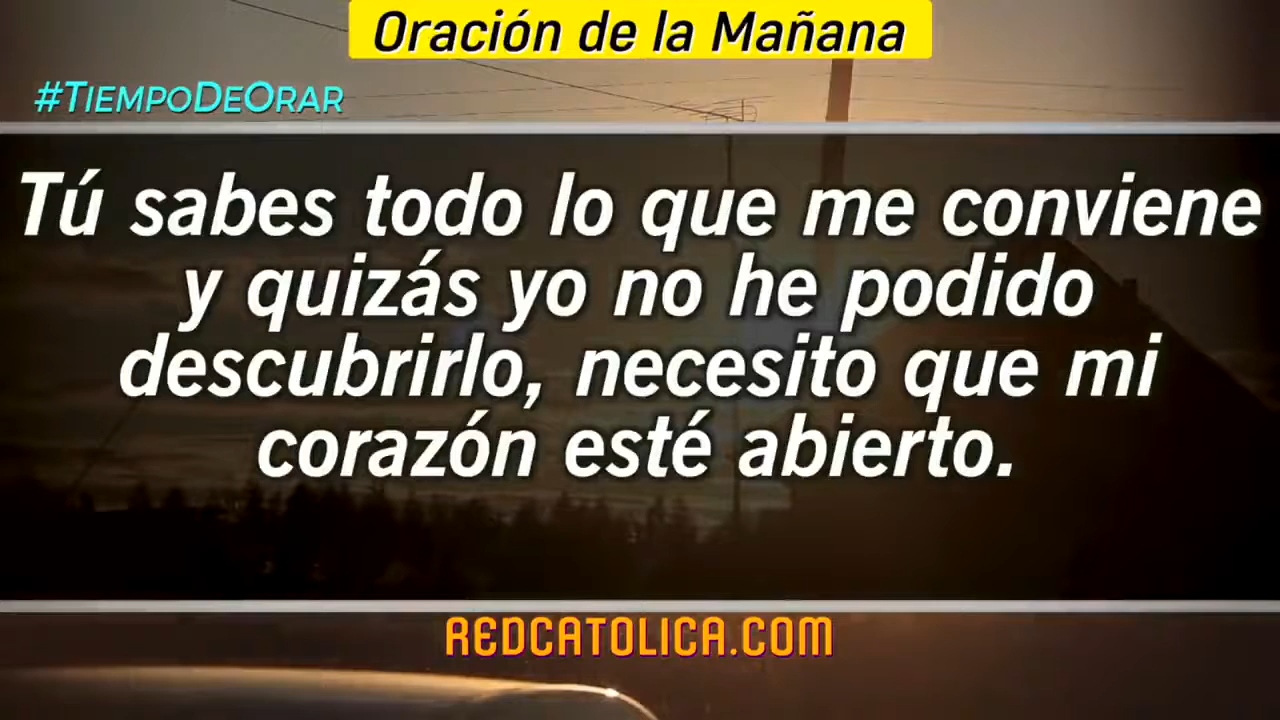 Oración de la Mañana
#TIEMPODEORAR
Tú sabes todo lo que me conviene
y quizás yo no he podido
descubrirlo, necesito que mi
corazón esté abierto.
REDCATOLICA.COM